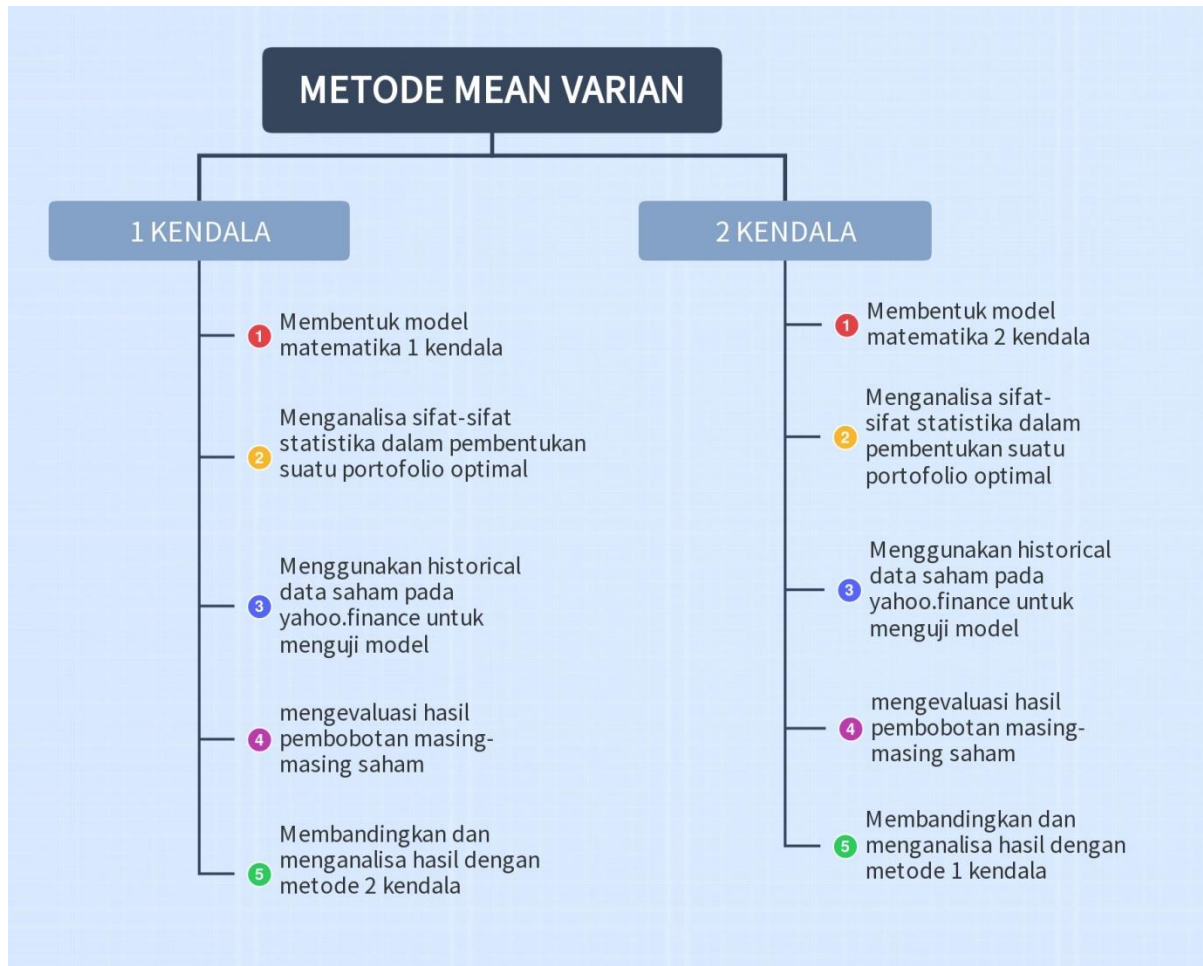 METODE MEAN VARIAN
1 KENDALA
1
Membentuk model
matematika 1 kendala
2
Menganalisa sifat-sifat
statistika dalam pembentukan
suatu portofolio optimal
3
Menggunakan historical
data saham pada
yahoo.finance untuk
menguji model
4
mengevaluasi hasil
pembobotan masing-
masing saham
5
Membandingkan dan
menganalisa hasil dengan
metode 2 kendala
2 KENDALA
1
Membentuk model
matematika 2 kendala
2
Menganalisa sifat-
sifat statistika dalam
pembentukan suatu
portofolio optimal
3
Menggunakan historical
data saham pada
yahoo.finance untuk
menguji model
4
mengevaluasi hasil
pembobotan masing-
masing saham
5
Membandingkan dan
menganalisa hasil dengan
metode 1 kendala